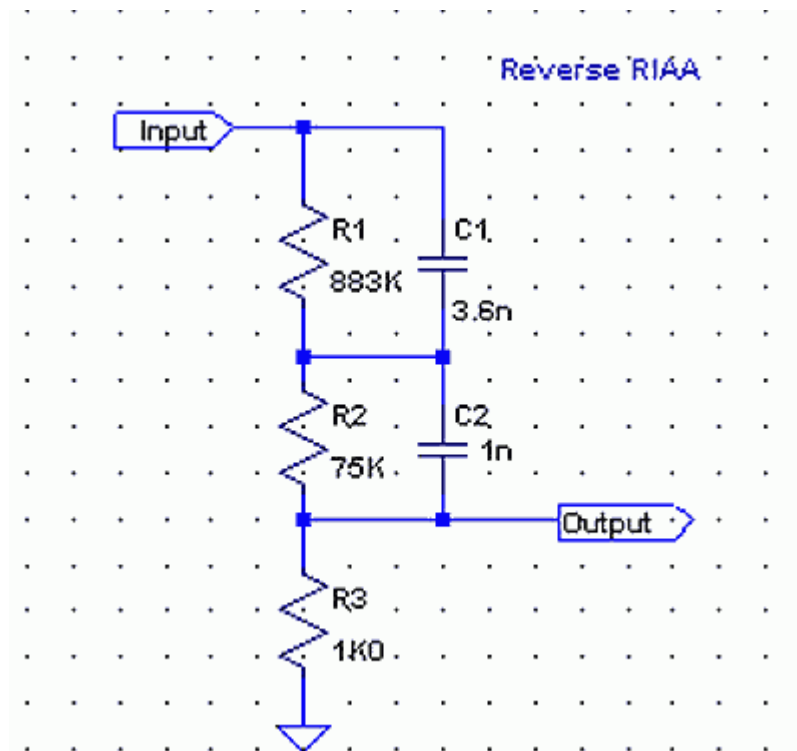 Reverse RIAA
Input
R1
C1
883K
3.6n
R2
C2
75K
1n
Output
R3
1K0